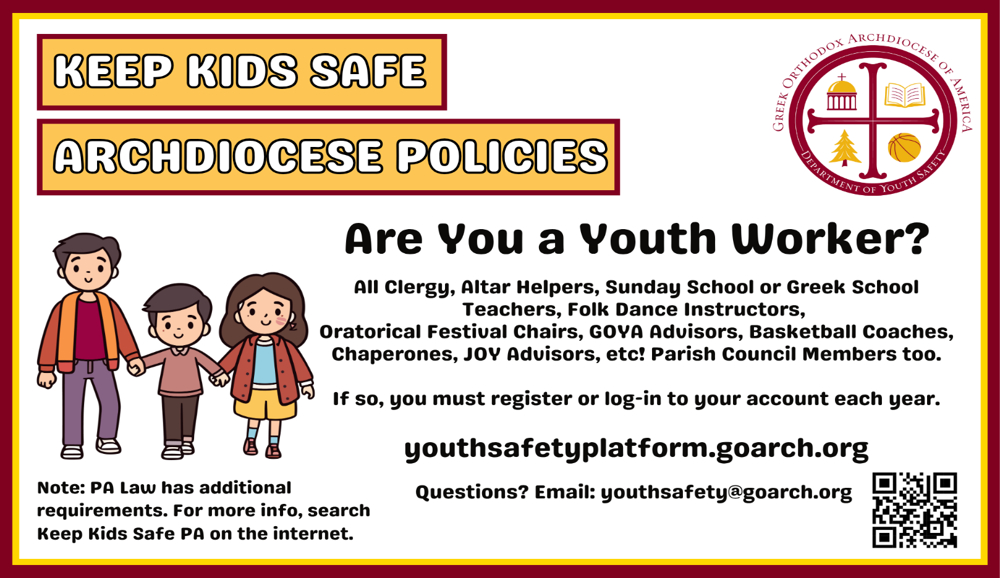 KEEP KIDS SAFE
ARCHDIOCESE POLICIES
GREEK ORTHODOX ARCHDIOCESE OF AMERICA
DEPARTMENT OF YOUTH SAFETY
Are You a Youth Worker?
All Clergy, Altar Helpers, Sunday School or Greek School
Teachers, Folk Dance Instructors,
Oratorical Festival Chairs, GOYA Advisors, Basketball Coaches,
Chaperones, JOY Advisors, etc! Parish Council Members too.
If so, you must register or log-in to your account each year.
youthsafetyplatform.goarch.org
Questions? Email: youthsafety@goarch.org
Note: PA Law has additional
requirements. For more info, search
Keep Kids Safe PA on the internet.